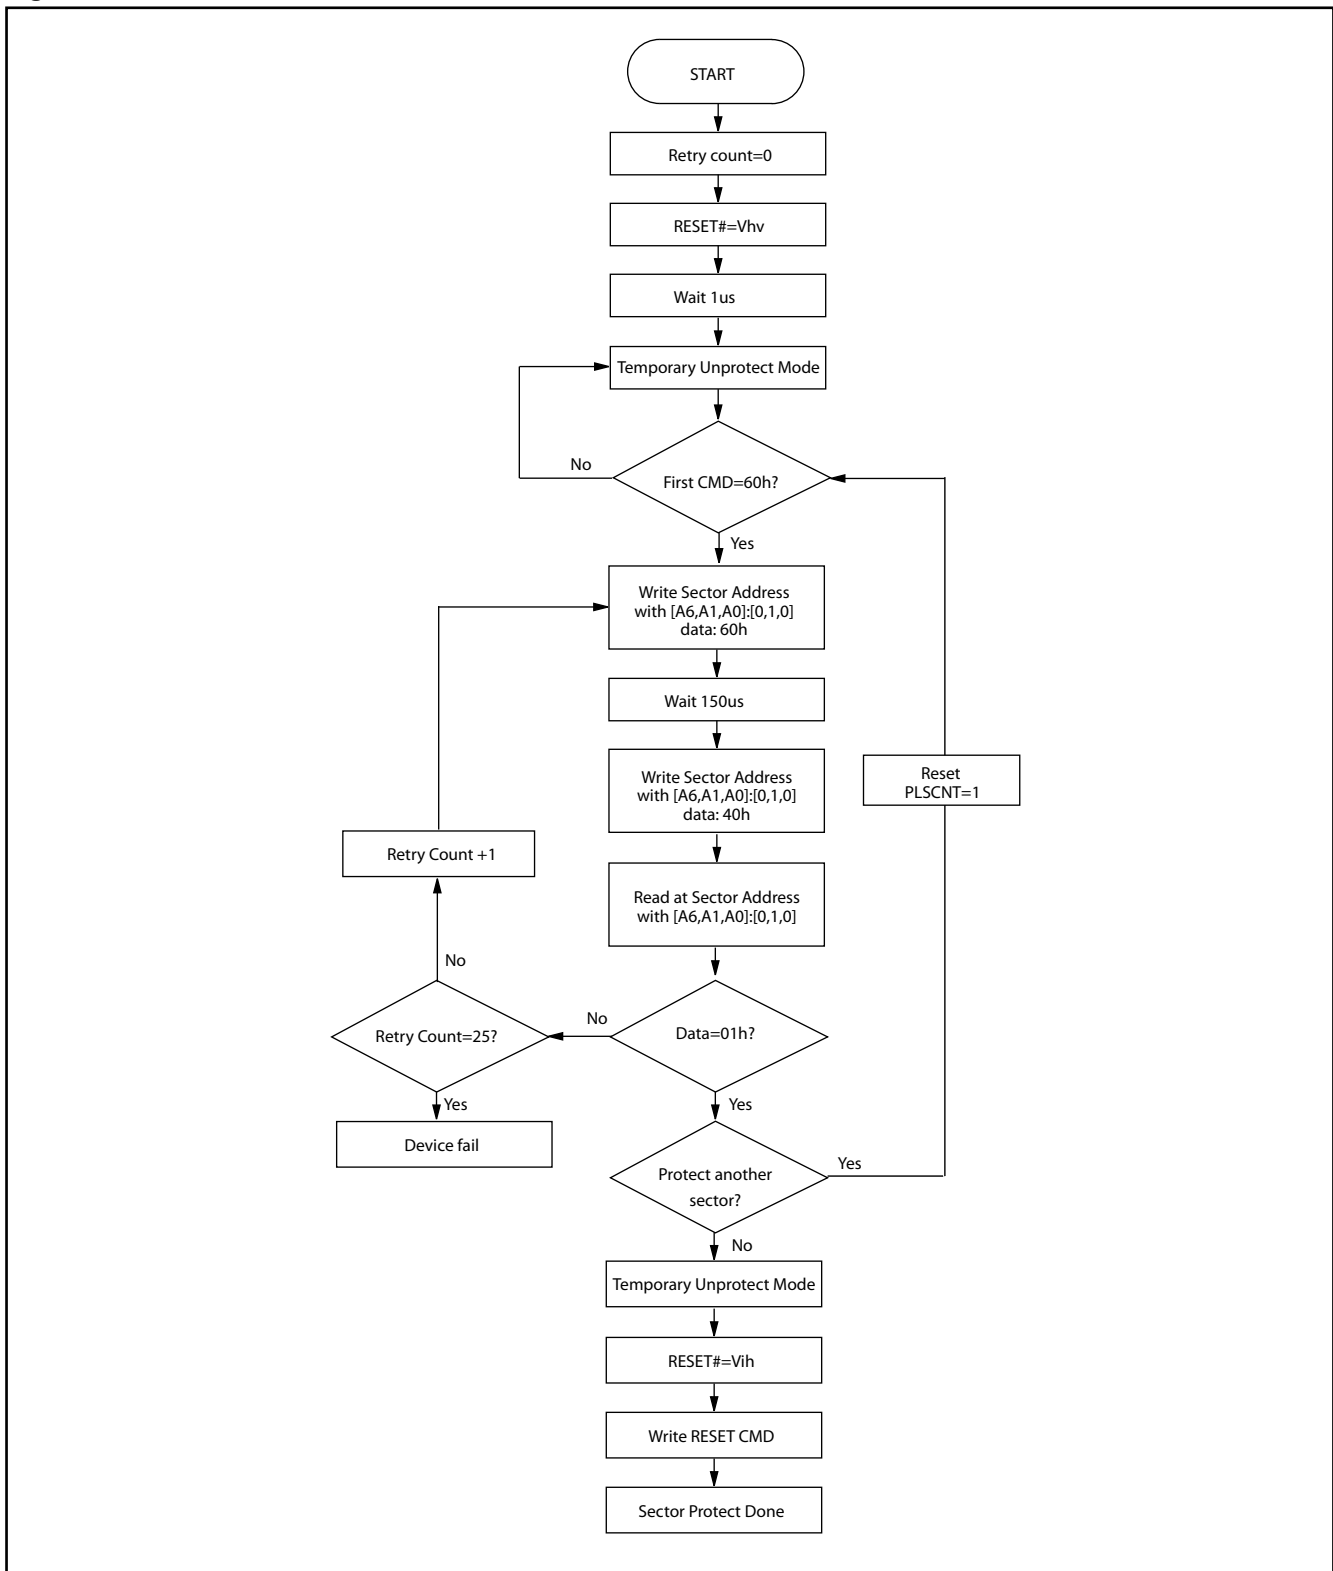 START
Retry count=0
RESET#=Vhv
Wait 1us
Temporary Unprotect Mode
No
First CMD=60h?
Yes
Write Sector Address
with [A6,A1,A0]:[0,1,0]
data: 60h
Wait 150us
Write Sector Address
with [A6,A1,A0]:[0,1,0]
data: 40h
Reset
PLSCNT=1
Retry Count +1
Read at Sector Address
with [A6,A1,A0]:[0,1,0]
No
No
Retry Count=25?
Data=01h?
Yes
Yes
Device fail
Protect another
sector?
Yes
No
Temporary Unprotect Mode
RESET#=Vih
Write RESET CMD
Sector Protect Done